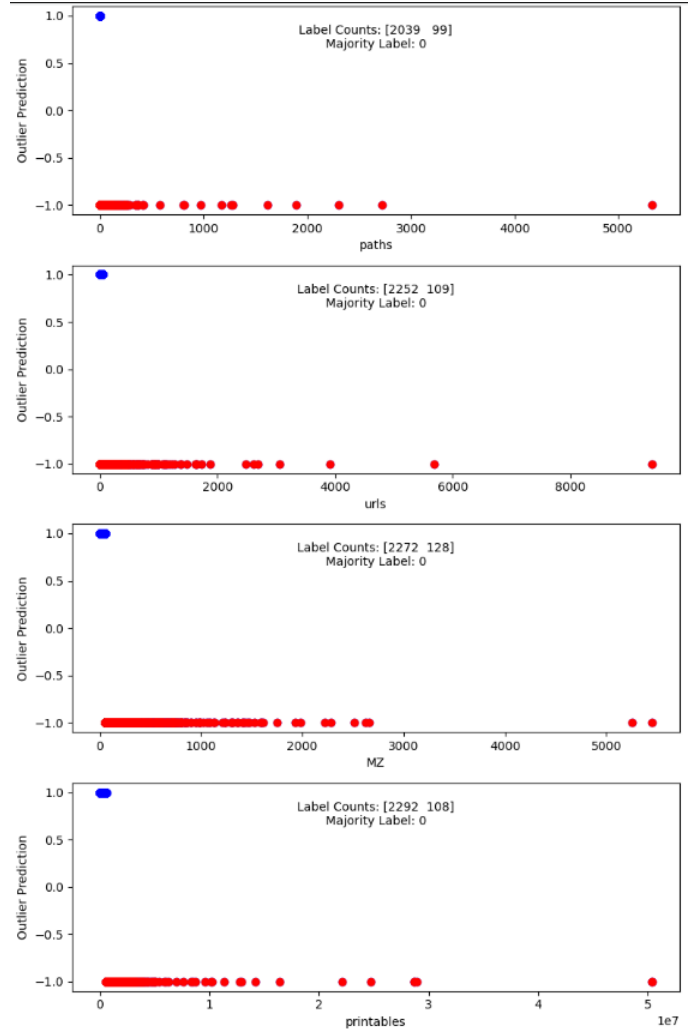 1.0
0.5
0.0
−0.5
−1.0
Outlier Prediction
Label Counts: [2039   99]
Majority Label: 0
0 1000 2000 3000 4000 5000
paths
1.0
0.5
0.0
−0.5
−1.0
Outlier Prediction
Label Counts: [2252  109]
Majority Label: 0
0 2000 4000 6000 8000
urls
1.0
0.5
0.0
−0.5
−1.0
Outlier Prediction
Label Counts: [2272  128]
Majority Label: 0
0 1000 2000 3000 4000 5000
MZ
1.0
0.5
0.0
−0.5
−1.0
Outlier Prediction
Label Counts: [2292  108]
Majority Label: 0
0 1 2 3 4 5
1e7
printables